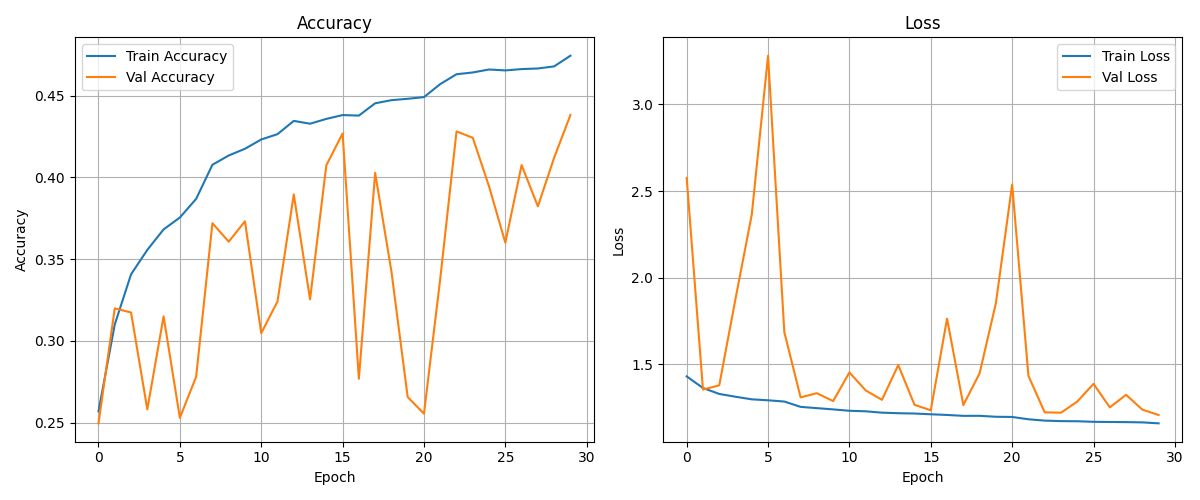 Accuracy
Train Accuracy
Val Accuracy
0.45
0.40
0.35
0.30
0.25
Accuracy
0 5 10 15 20 25 30
Epoch
Loss
Train Loss
Val Loss
3.0
2.5
2.0
1.5
Loss
0 5 10 15 20 25 30
Epoch